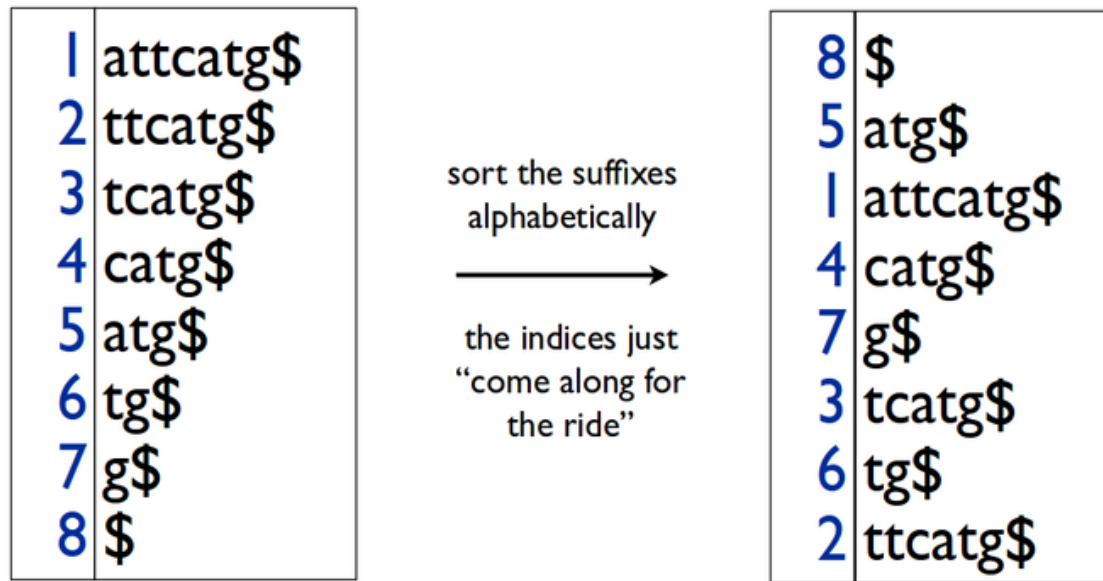 1 attcatg$
2 ttcatg$
3 tcatg$
4 catg$
5 atg$
6 tg$
7 g$
8 $
sort the suffixes
alphabetically
the indices just
“come along for
the ride”
8 $
5 atg$
1 attcatg$
4 catg$
7 g$
3 tcatg$
6 tg$
2 ttcatg$